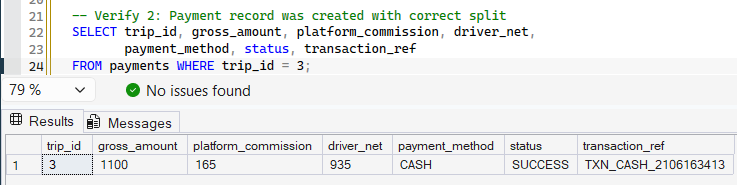 20
21 -- Verify 2: Payment record was created with correct split
22 SELECT trip_id, gross_amount, platform_commission, driver_net,
23 payment_method, status, transaction_ref
24 FROM payments WHERE trip_id = 3;
79 % No issues found
Results Messages
trip_id gross_amount platform_commission driver_net payment_method status transaction_ref
1 3 1100 165 935 CASH SUCCESS TXN_CASH_2106163413